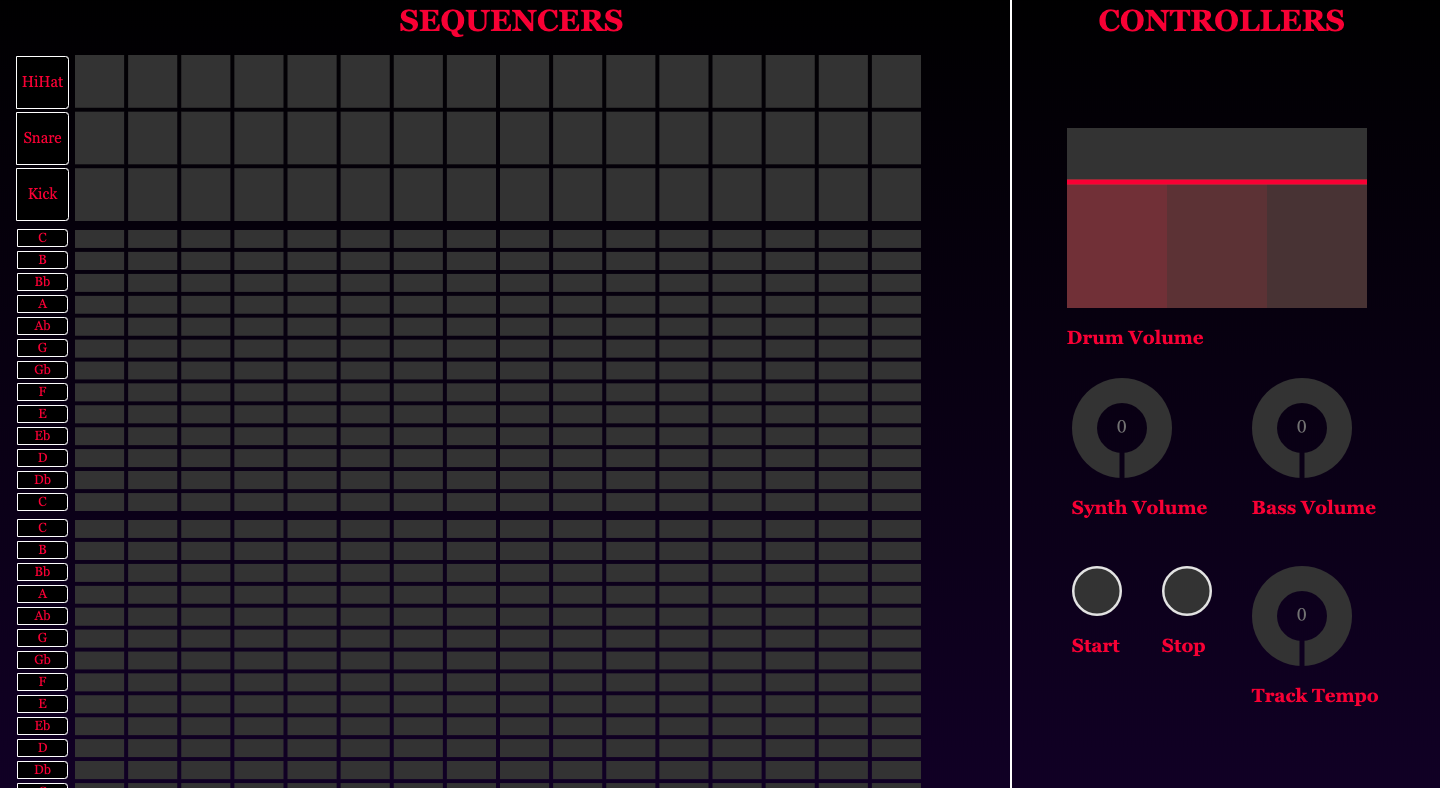 SEQUENCERS
CONTROLLERS
HiHat
Snare
Kick
C
B
Bb
A
Ab
G
Gb
F
E
Eb
D
Db
C
C
B
Bb
A
Ab
G
Gb
F
E
Eb
D
Db
Drum Volume
0
0
Synth Volume
Bass Volume
0
Start
Stop
Track Tempo